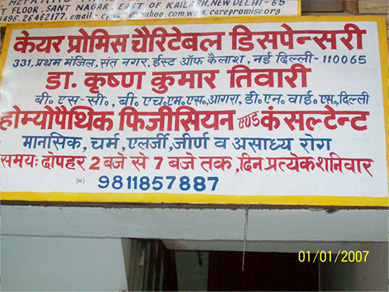 FLOOR, SANT NAGAR, EAST OF KAILASH, NEW DELHI-65
केयर प्रोमिस चैरिटेबल डिसपेन्सरी
331, प्रथम मंजिल, संत नगर, ईस्ट ऑफ कैलाश, नई दिल्ली-110065
डा. कृष्ण कुमार तिवारी
बी. एस-सी., बी.एच.एम.एस. आगरा, डी.एन. वाई.एस., दिल्ली
होम्योपैथिक फिजीसियन एण्ड कंसल्टेन्ट
मानसिक, चर्म, एलर्जी, जीर्ण व असाध्य रोग
समयः दोपहर 2 बजे से 7 बजे तक, दिन प्रत्येक शनिवार
9811857887
01/01/2007